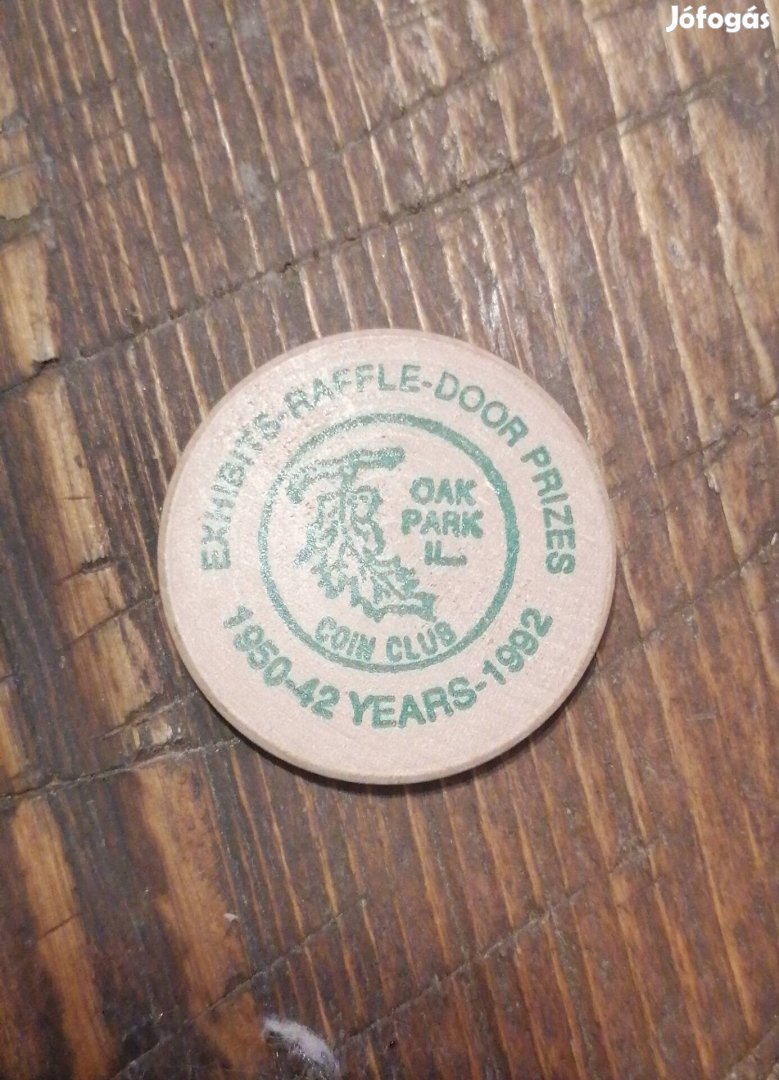 Jófogás
EXHIBITS-RAFFLE-DOOR PRIZES
OAK
PARK
IL.
COIN CLUB
1950-42 YEARS-1992